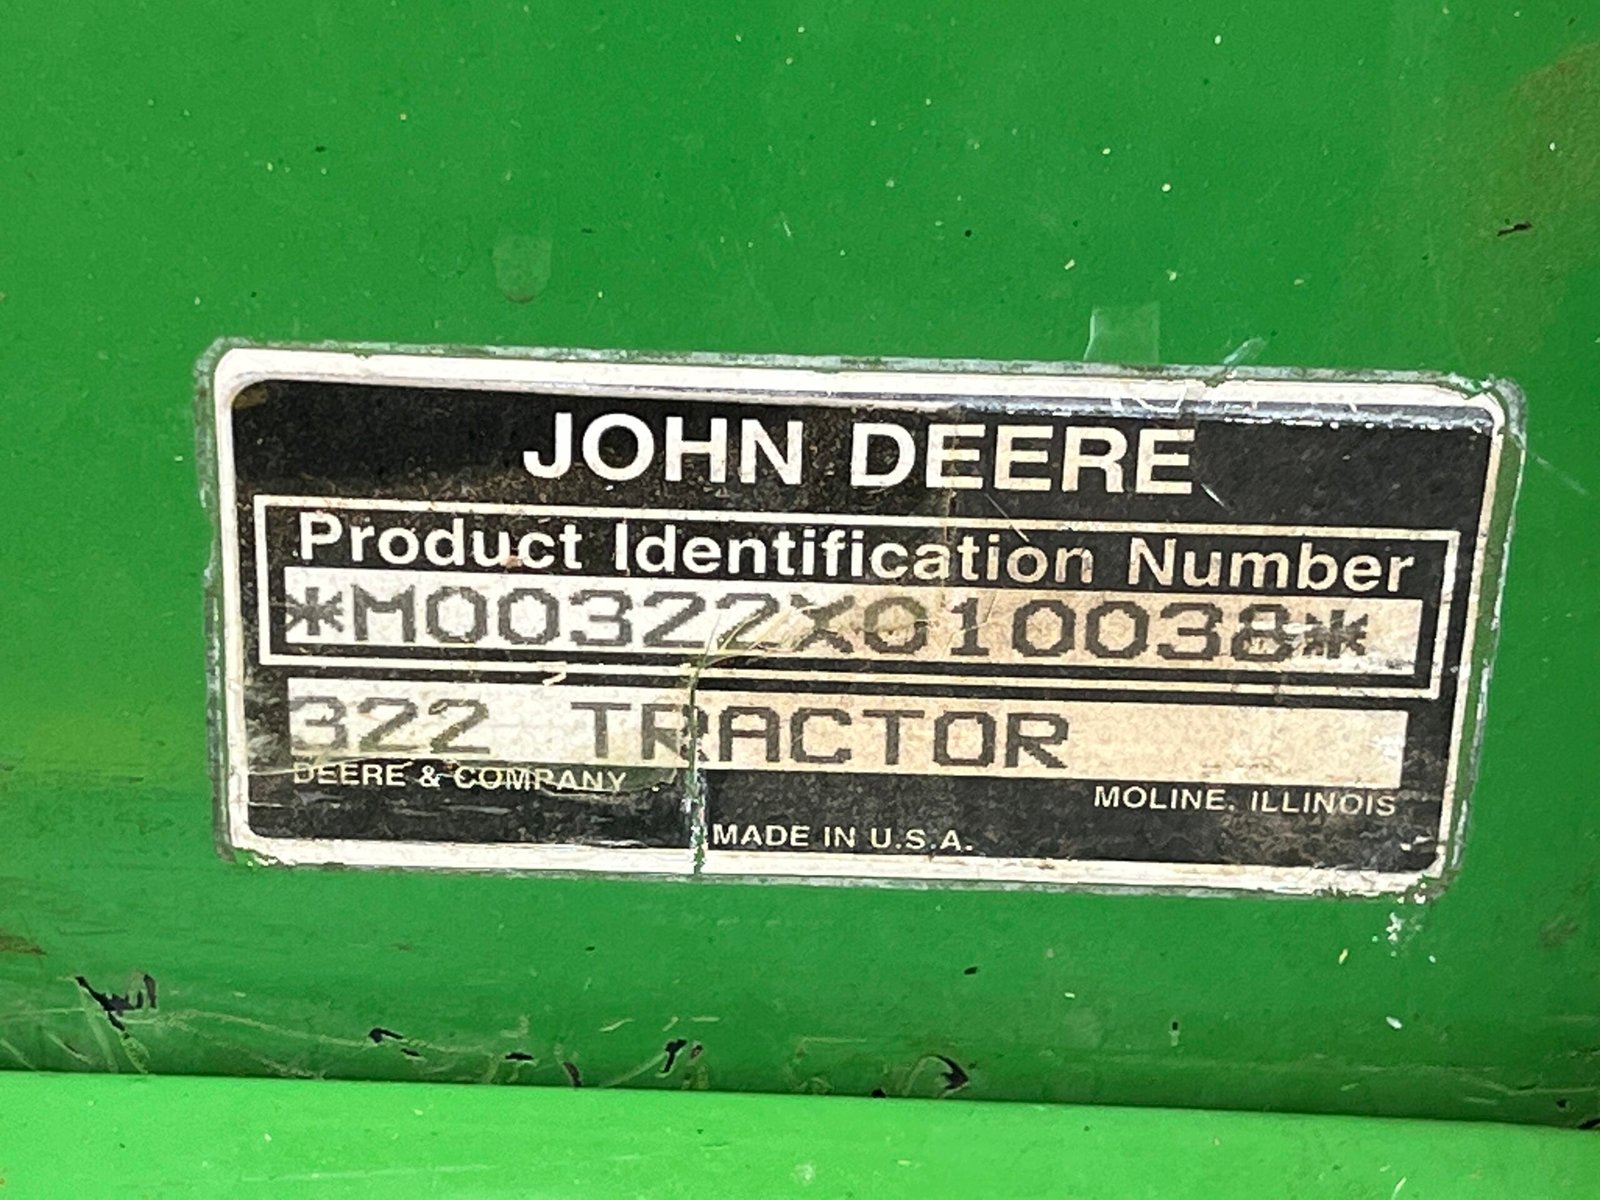 JOHN DEERE
Product Identification Number
*M00322X010038*
322 TRACTOR
DEERE & COMPANY
MOLINE, ILLINOIS
MADE IN U.S.A.